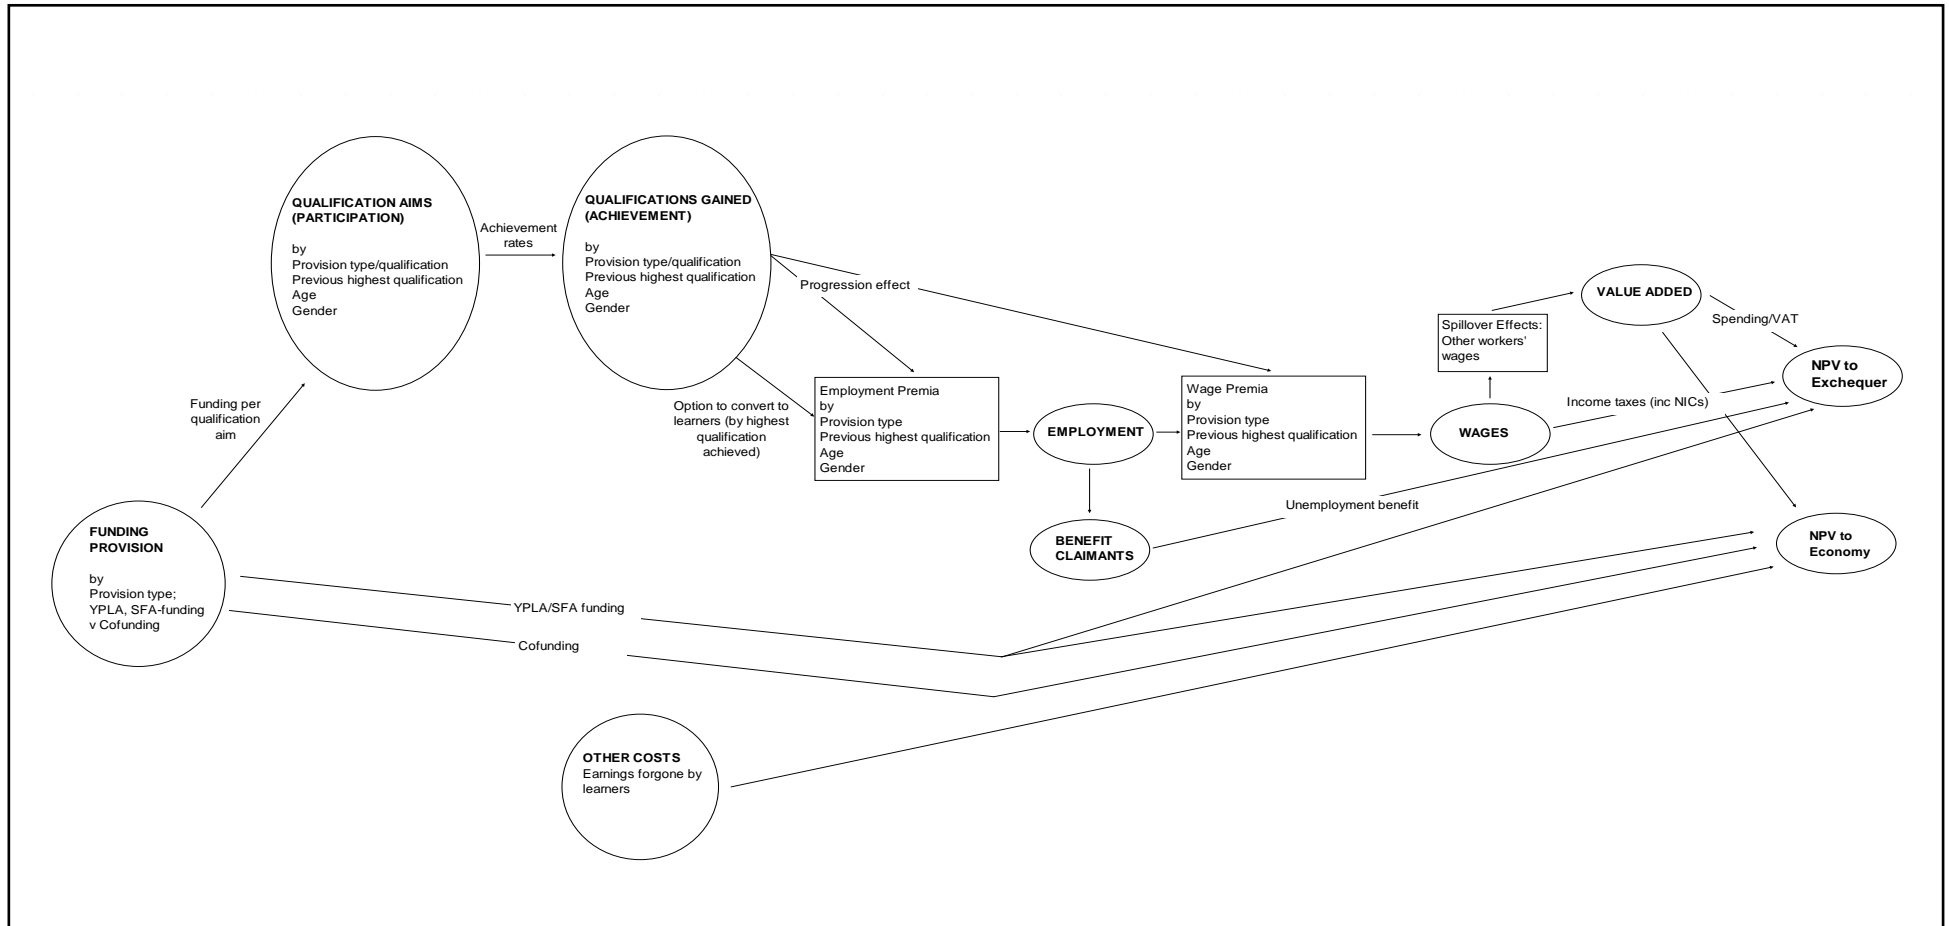 QUALIFICATION AIMS
(PARTICIPATION)
by
Provision type/qualification
Previous highest qualification
Age
Gender
Achievement
rates
QUALIFICATIONS GAINED
(ACHIEVEMENT)
by
Provision type/qualification
Previous highest qualification
Age
Gender
Progression effect
Funding per
qualification
aim
Option to convert to
learners (by highest
qualification
achieved)
Employment Premia
by
Provision type
Previous highest qualification
Age
Gender
EMPLOYMENT
Wage Premia
by
Provision type
Previous highest qualification
Age
Gender
WAGES
Spillover Effects:
Other workers'
wages
VALUE ADDED
Spending/VAT
NPV to
Exchequer
Income taxes (inc NICs)
Unemployment benefit
BENEFIT
CLAIMANTS
NPV to
Economy
FUNDING
PROVISION
by
Provision type;
YPLA, SFA-funding
v Cofunding
YPLA/SFA funding
Cofunding
OTHER COSTS
Earnings forgone by
learners